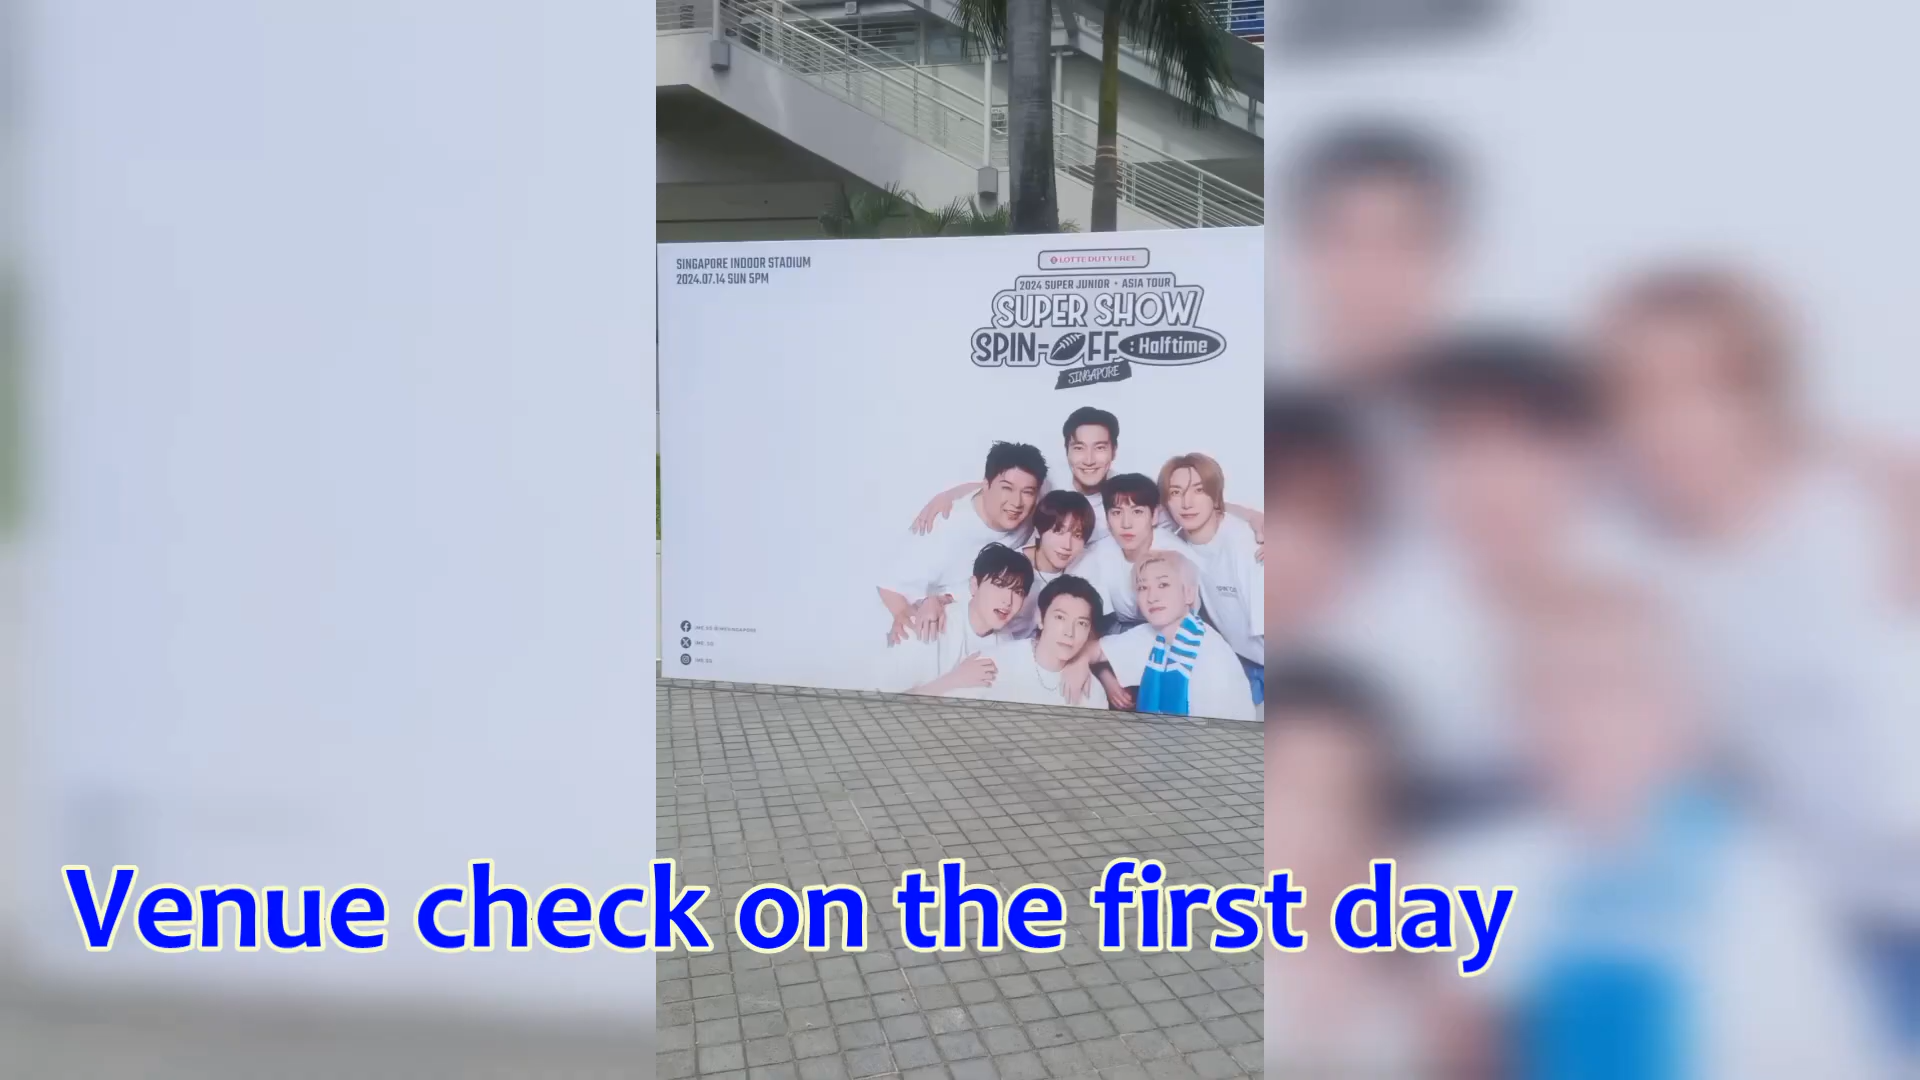 SINGAPORE INDOOR STADIUM
2024.07.14 SUN 5PM
LOTTE DUTY FREE
2024 SUPER JUNIOR • ASIA TOUR
SUPER SHOW
SPIN-OFF : Halftime
SINGAPORE
Venue check on the first day